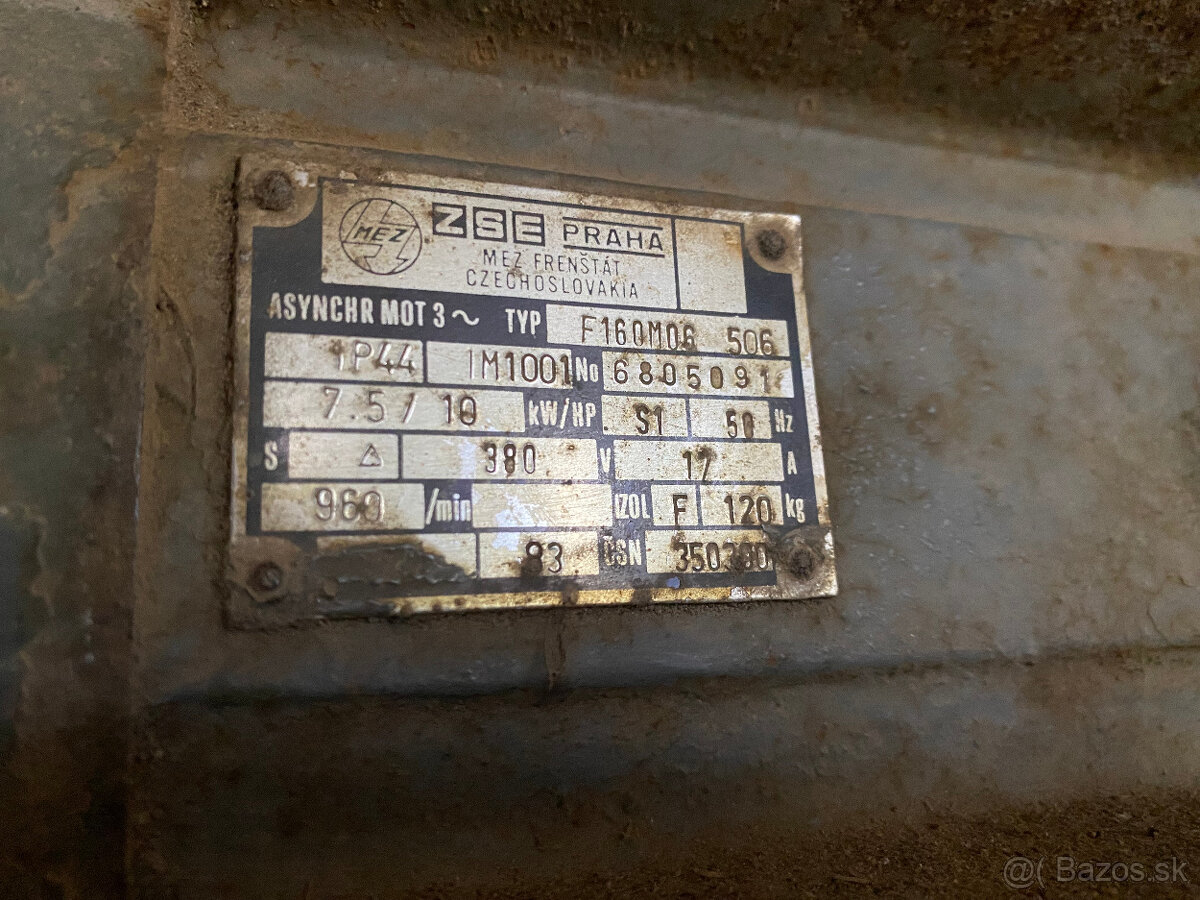 MEZ ZSE PRAHA
MEZ FRENŠTÁT
CZECHOSLOVAKIA
ASYNCHR MOT 3 ~ TYP F160M06 506
IP44 IM1001 No 6805091
7.5/10 kW/HP S1 50 Hz
S △ 380 V 17 A
960 /min IZOL F 120 kg
83 ČSN 350300
@( Bazos.sk